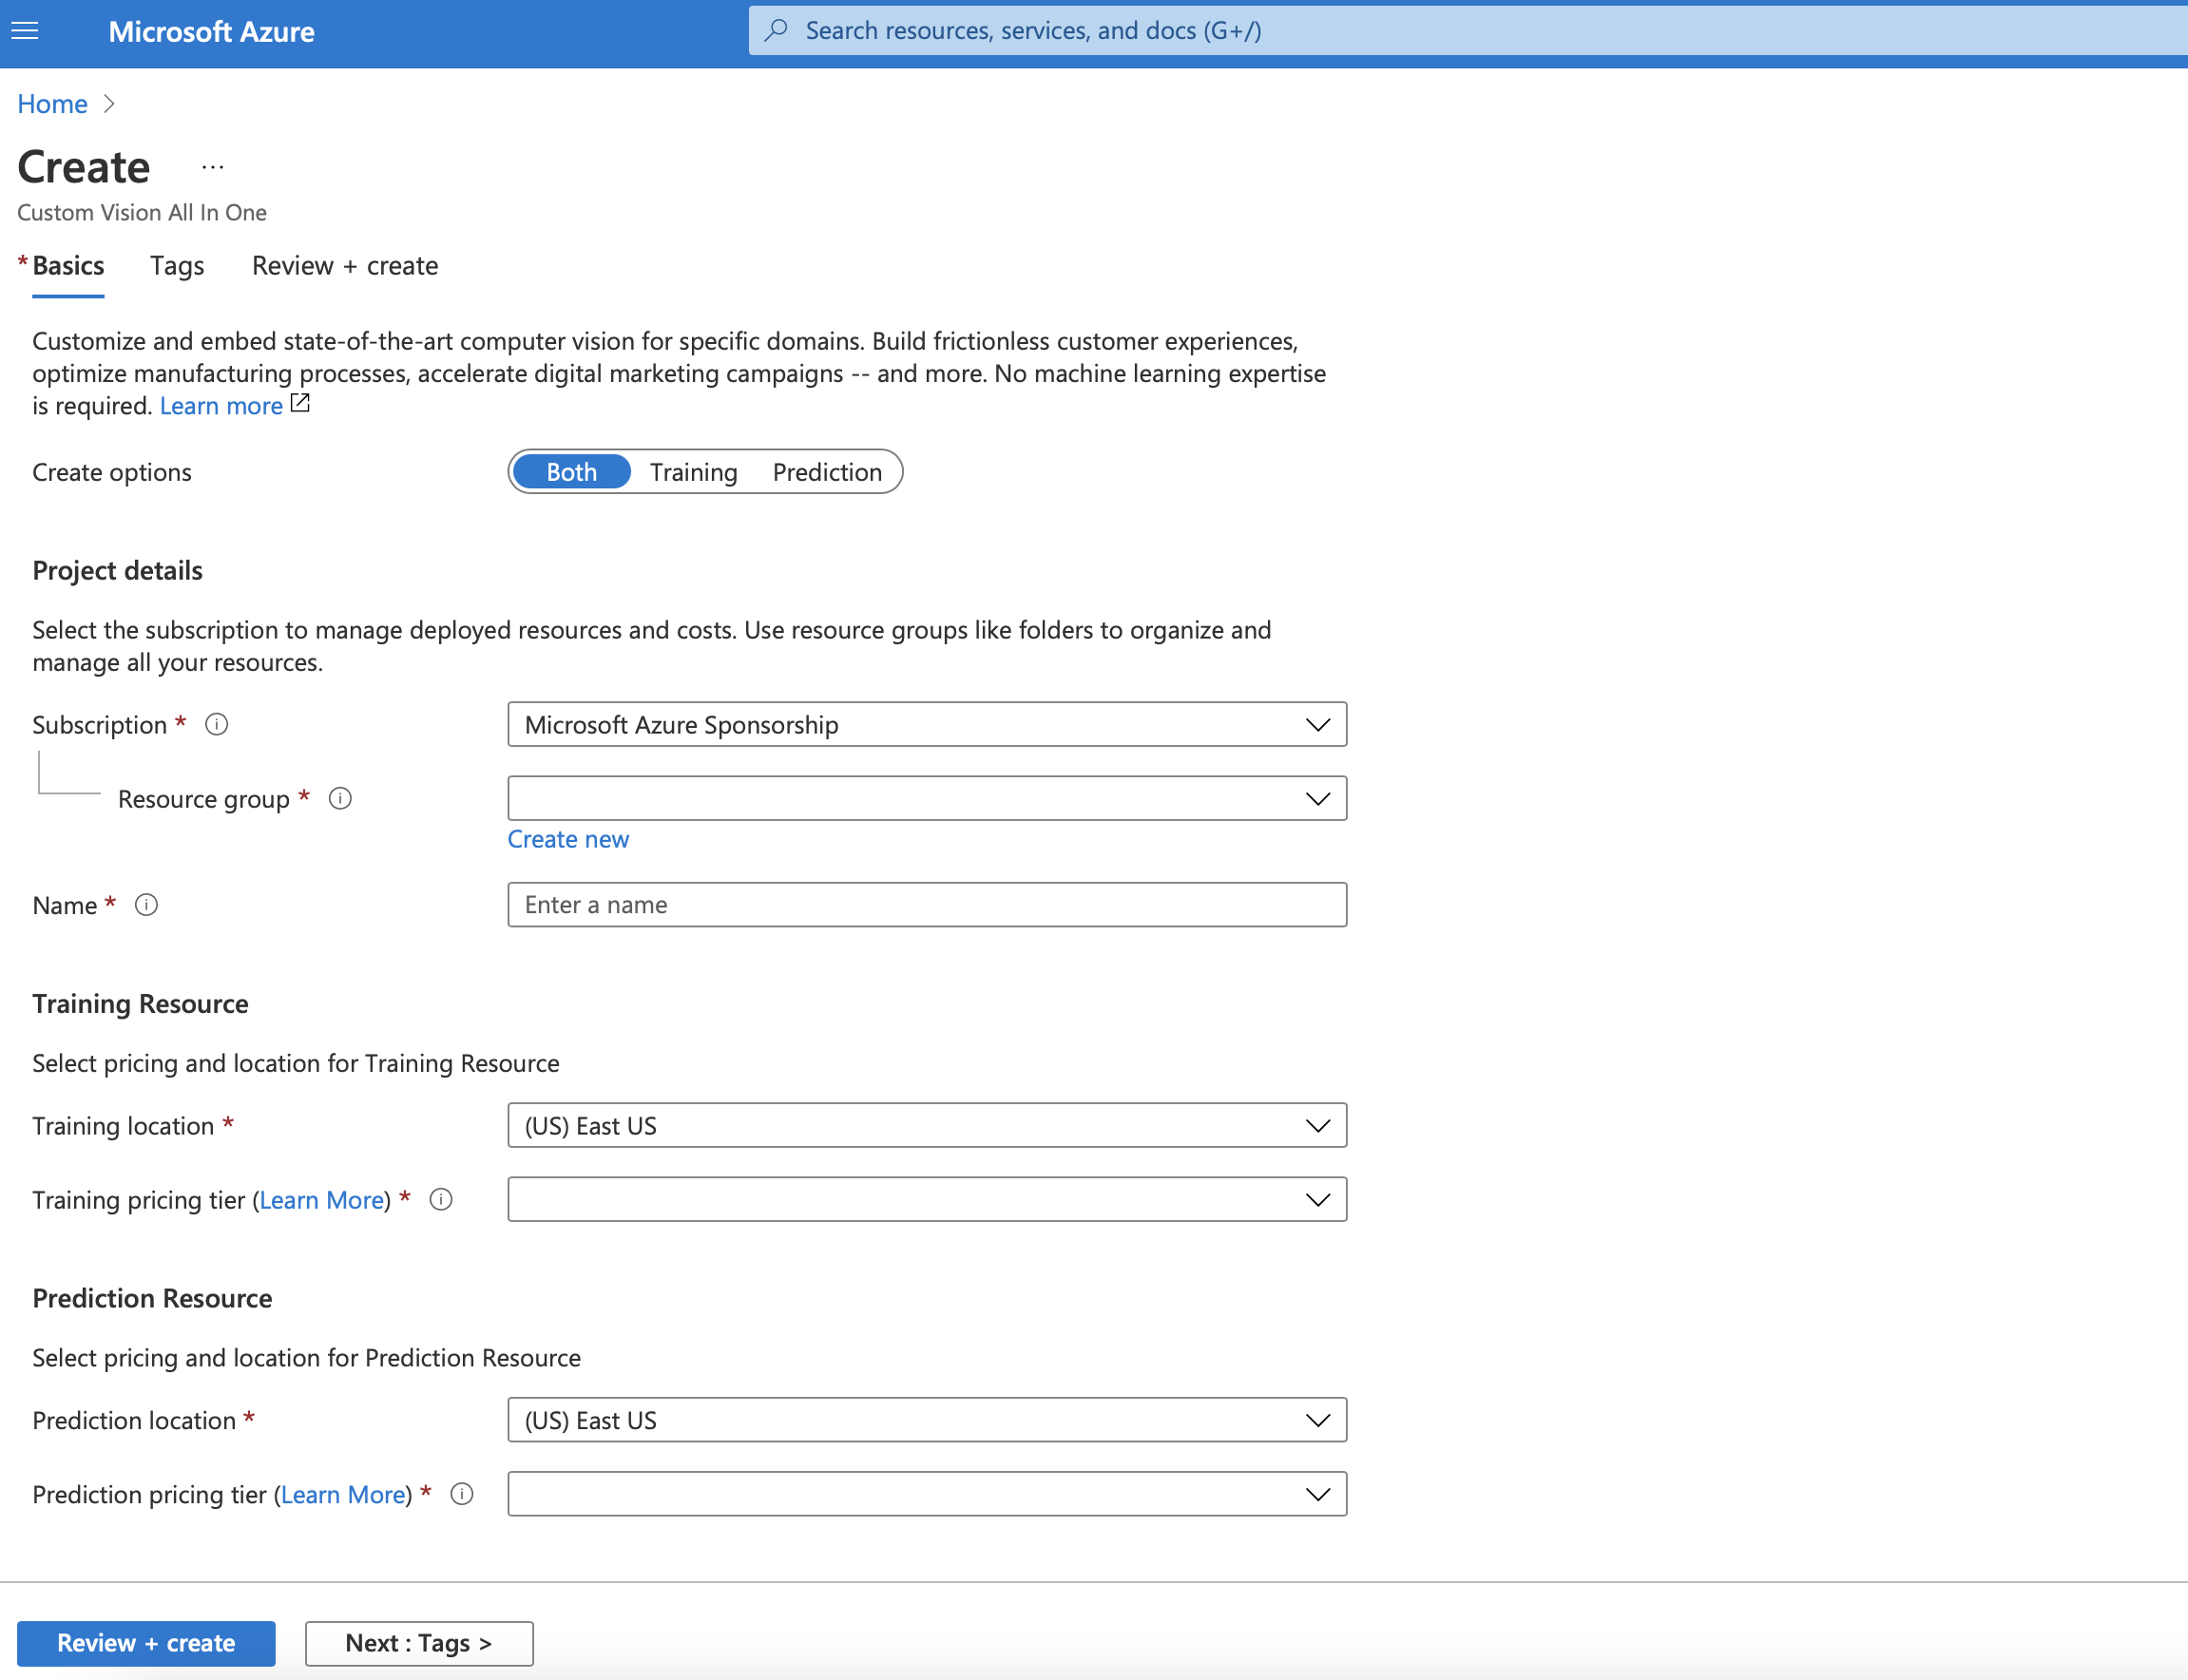 Microsoft Azure
Search resources, services, and docs (G+/)
Home >
Create ...
Custom Vision All In One
* Basics Tags Review + create
Customize and embed state-of-the-art computer vision for specific domains. Build frictionless customer experiences,
optimize manufacturing processes, accelerate digital marketing campaigns -- and more. No machine learning expertise
is required. Learn more
Create options Both Training Prediction
Project details
Select the subscription to manage deployed resources and costs. Use resource groups like folders to organize and
manage all your resources.
Subscription * Microsoft Azure Sponsorship
Resource group *
Create new
Name * Enter a name
Training Resource
Select pricing and location for Training Resource
Training location * (US) East US
Training pricing tier (Learn More) *
Prediction Resource
Select pricing and location for Prediction Resource
Prediction location * (US) East US
Prediction pricing tier (Learn More) *
Review + create Next : Tags >